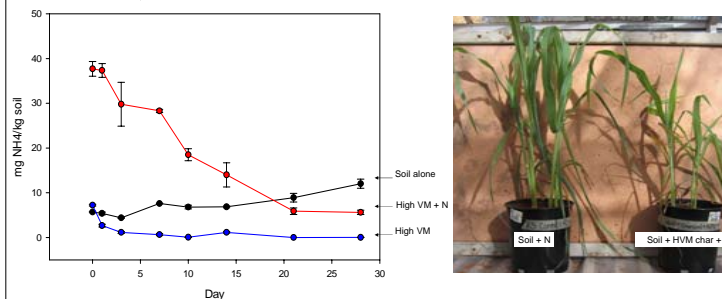 50
40
30
20
10
0
mg NH4/kg soil
0
5
10
15
20
25
30
Day
Soil alone
High VM + N
High VM
Soil + N
Soil + HVM char +